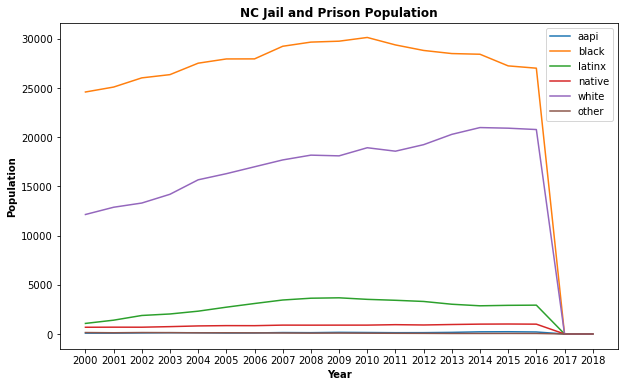 NC Jail and Prison Population
aapi
black
latinx
native
white
other
30000
25000
20000
15000
10000
5000
0
Population
2000 2001 2002 2003 2004 2005 2006 2007 2008 2009 2010 2011 2012 2013 2014 2015 2016 2017 2018
Year